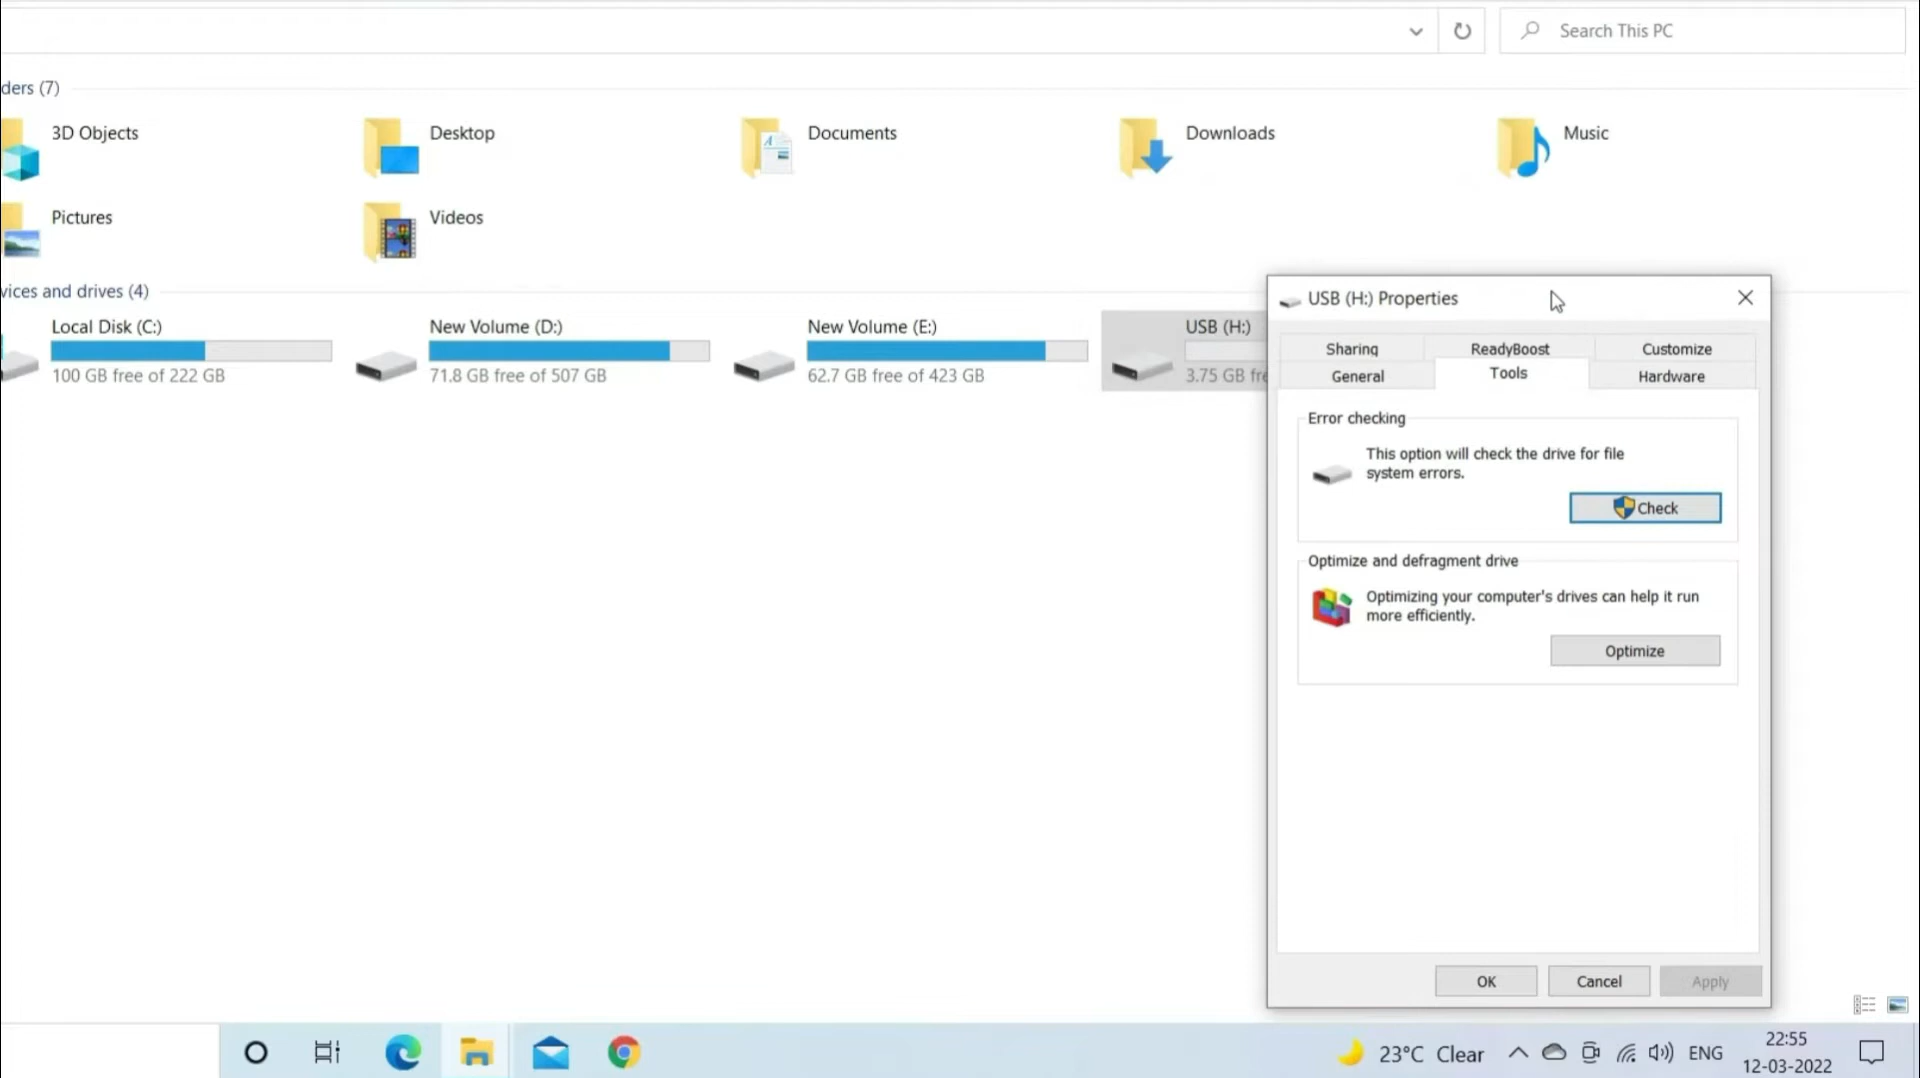 Search This PC
ders (7)
3D Objects
Desktop
Documents
Downloads
Music
Pictures
Videos
vices and drives (4)
Local Disk (C:)
100 GB free of 222 GB
New Volume (D:)
71.8 GB free of 507 GB
New Volume (E:)
62.7 GB free of 423 GB
USB (H:)
3.75 GB fre
USB (H:) Properties
Sharing
ReadyBoost
Customize
General
Tools
Hardware
Error checking
This option will check the drive for file
system errors.
Check
Optimize and defragment drive
Optimizing your computer's drives can help it run
more efficiently.
Optimize
OK
Cancel
Apply
23°C Clear
ENG
22:55
12-03-2022